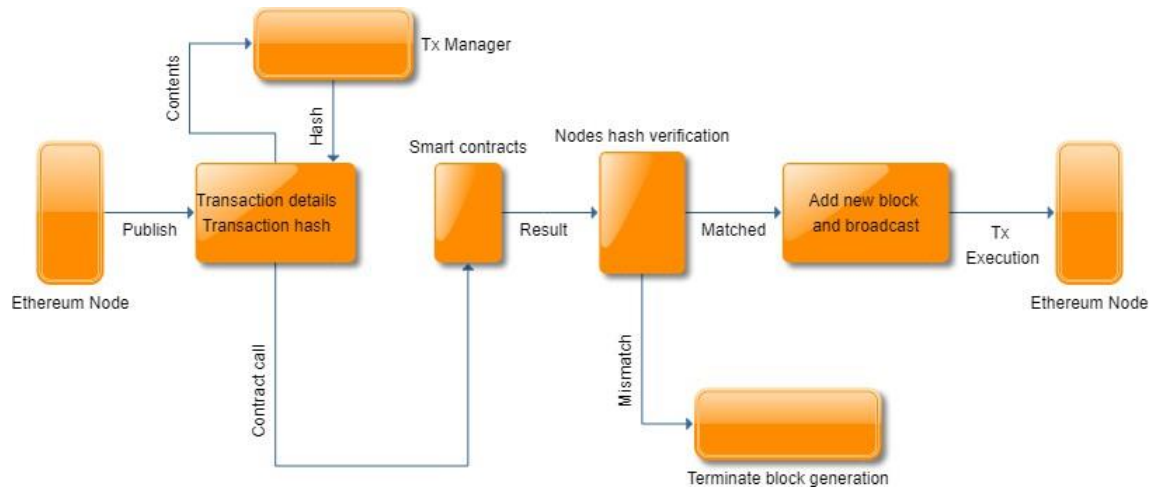 Tx Manager
Contents
Hash
Smart contracts
Nodes hash verification
Transaction details
Transaction hash
Add new block
and broadcast
Publish
Result
Matched
Tx
Execution
Ethereum Node
Ethereum Node
Contract call
Mismatch
Terminate block generation